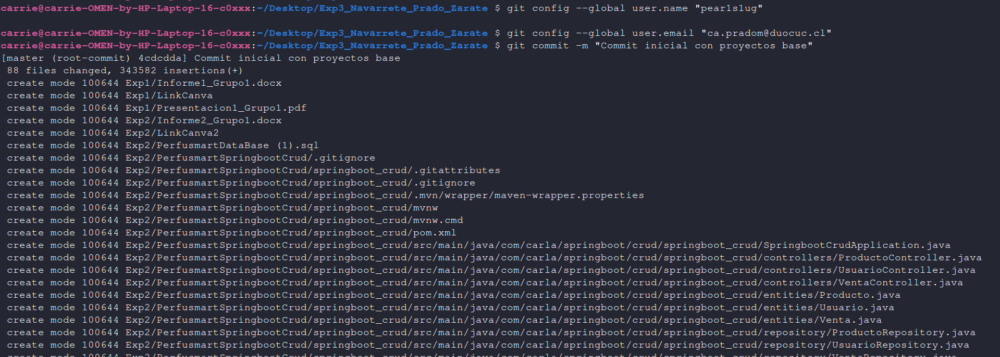 carrie@carrie-OMEN-by-HP-Laptop-16-c0xxx:~/Desktop/Exp3_Navarrete_Prado_Zarate $ git config --global user.name "pear1s1ug"
carrie@carrie-OMEN-by-HP-Laptop-16-c0xxx:~/Desktop/Exp3_Navarrete_Prado_Zarate $ git config --global user.email "ca.pradom@duocuc.cl"
carrie@carrie-OMEN-by-HP-Laptop-16-c0xxx:~/Desktop/Exp3_Navarrete_Prado_Zarate $ git commit -m "Commit inicial con proyectos base"
[master (root-commit) 4cdcdda] Commit inicial con proyectos base
 88 files changed, 343582 insertions(+)
 create mode 100644 Exp1/Informe1_Grupo1.docx
 create mode 100644 Exp1/LinkCanva
 create mode 100644 Exp1/Presentacion1_Grupo1.pdf
 create mode 100644 Exp2/Informe2_Grupo1.docx
 create mode 100644 Exp2/LinkCanva2
 create mode 100644 Exp2/PerfusmartDataBase (1).sql
 create mode 100644 Exp2/PerfusmartSpringbootCrud/.gitignore
 create mode 100644 Exp2/PerfusmartSpringbootCrud/springboot_crud/.gitattributes
 create mode 100644 Exp2/PerfusmartSpringbootCrud/springboot_crud/.gitignore
 create mode 100644 Exp2/PerfusmartSpringbootCrud/springboot_crud/.mvn/wrapper/maven-wrapper.properties
 create mode 100644 Exp2/PerfusmartSpringbootCrud/springboot_crud/mvnw
 create mode 100644 Exp2/PerfusmartSpringbootCrud/springboot_crud/mvnw.cmd
 create mode 100644 Exp2/PerfusmartSpringbootCrud/springboot_crud/pom.xml
 create mode 100644 Exp2/PerfusmartSpringbootCrud/springboot_crud/src/main/java/com/carla/springboot/crud/springboot_crud/SpringbootCrudApplication.java
 create mode 100644 Exp2/PerfusmartSpringbootCrud/springboot_crud/src/main/java/com/carla/springboot/crud/springboot_crud/controllers/ProductoController.java
 create mode 100644 Exp2/PerfusmartSpringbootCrud/springboot_crud/src/main/java/com/carla/springboot/crud/springboot_crud/controllers/UsuarioController.java
 create mode 100644 Exp2/PerfusmartSpringbootCrud/springboot_crud/src/main/java/com/carla/springboot/crud/springboot_crud/controllers/VentaController.java
 create mode 100644 Exp2/PerfusmartSpringbootCrud/springboot_crud/src/main/java/com/carla/springboot/crud/springboot_crud/entities/Producto.java
 create mode 100644 Exp2/PerfusmartSpringbootCrud/springboot_crud/src/main/java/com/carla/springboot/crud/springboot_crud/entities/Usuario.java
 create mode 100644 Exp2/PerfusmartSpringbootCrud/springboot_crud/src/main/java/com/carla/springboot/crud/springboot_crud/entities/Venta.java
 create mode 100644 Exp2/PerfusmartSpringbootCrud/springboot_crud/src/main/java/com/carla/springboot/crud/springboot_crud/repository/ProductoRepository.java
 create mode 100644 Exp2/PerfusmartSpringbootCrud/springboot_crud/src/main/java/com/carla/springboot/crud/springboot_crud/repository/UsuarioRepository.java